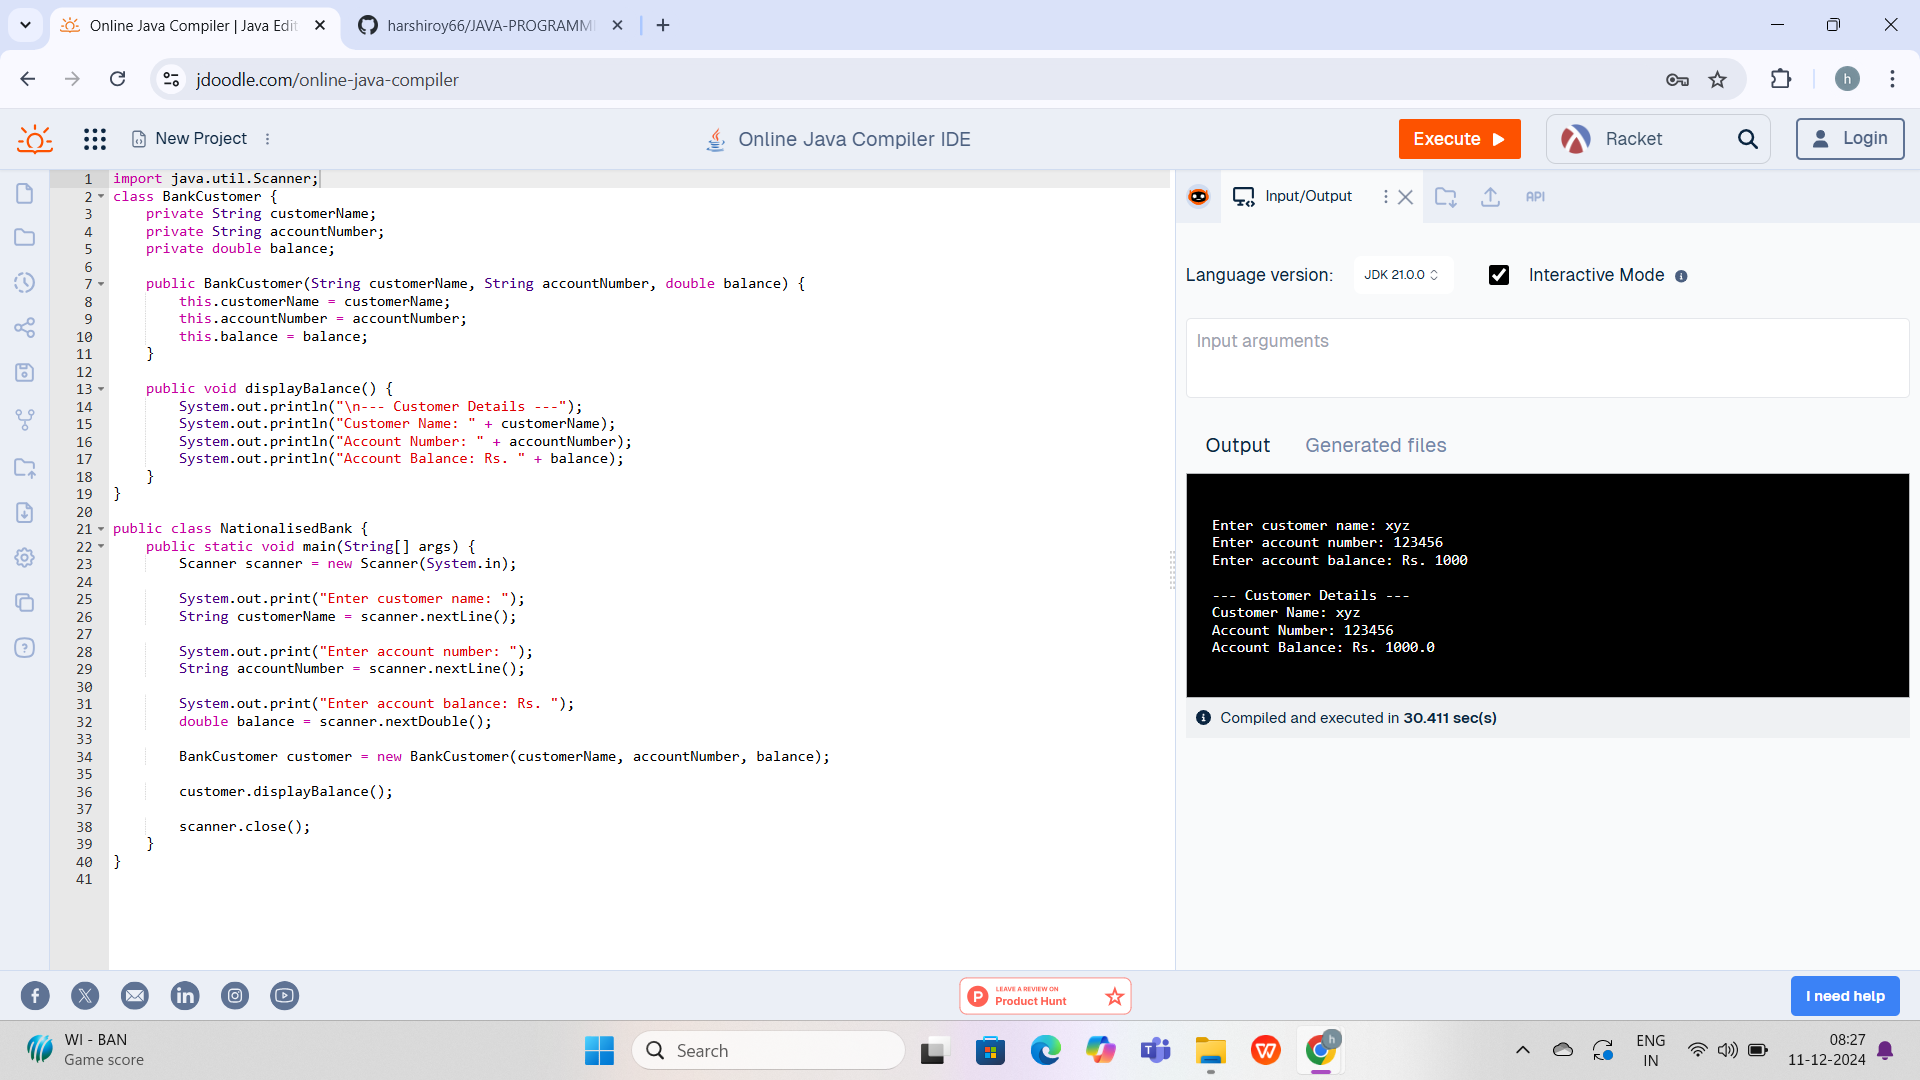 Online Java Compiler | Java Edit
harshiroy66/JAVA-PROGRAMM
jdoodle.com/online-java-compiler
h
New Project
Online Java Compiler IDE
Execute
Racket
Login
1 import java.util.Scanner;
2 class BankCustomer {
3 private String customerName;
4 private String accountNumber;
5 private double balance;
6
7 public BankCustomer(String customerName, String accountNumber, double balance) {
8 this.customerName = customerName;
9 this.accountNumber = accountNumber;
10 this.balance = balance;
11 }
12
13 public void displayBalance() {
14 System.out.println("\n--- Customer Details ---");
15 System.out.println("Customer Name: " + customerName);
16 System.out.println("Account Number: " + accountNumber);
17 System.out.println("Account Balance: Rs. " + balance);
18 }
19 }
20
21 public class NationalisedBank {
22 public static void main(String[] args) {
23 Scanner scanner = new Scanner(System.in);
24
25 System.out.print("Enter customer name: ");
26 String customerName = scanner.nextLine();
27
28 System.out.print("Enter account number: ");
29 String accountNumber = scanner.nextLine();
30
31 System.out.print("Enter account balance: Rs. ");
32 double balance = scanner.nextDouble();
33
34 BankCustomer customer = new BankCustomer(customerName, accountNumber, balance);
35
36 customer.displayBalance();
37
38 scanner.close();
39 }
40 }
41
Input/Output
API
Language version:
JDK 21.0.0
Interactive Mode
Input arguments
Output
Generated files
Enter customer name: xyz
Enter account number: 123456
Enter account balance: Rs. 1000
--- Customer Details ---
Customer Name: xyz
Account Number: 123456
Account Balance: Rs. 1000.0
Compiled and executed in 30.411 sec(s)
LEAVE A REVIEW ON
Product Hunt
I need help
WI - BAN
Game score
Search
h
ENG
IN
08:27
11-12-2024